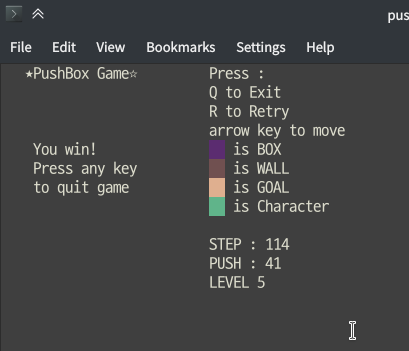 pus
File Edit View Bookmarks Settings Help
★PushBox Game☆
Press :
Q to Exit
R to Retry
arrow key to move
is BOX
is WALL
is GOAL
is Character
You win!
Press any key
to quit game
STEP : 114
PUSH : 41
LEVEL 5